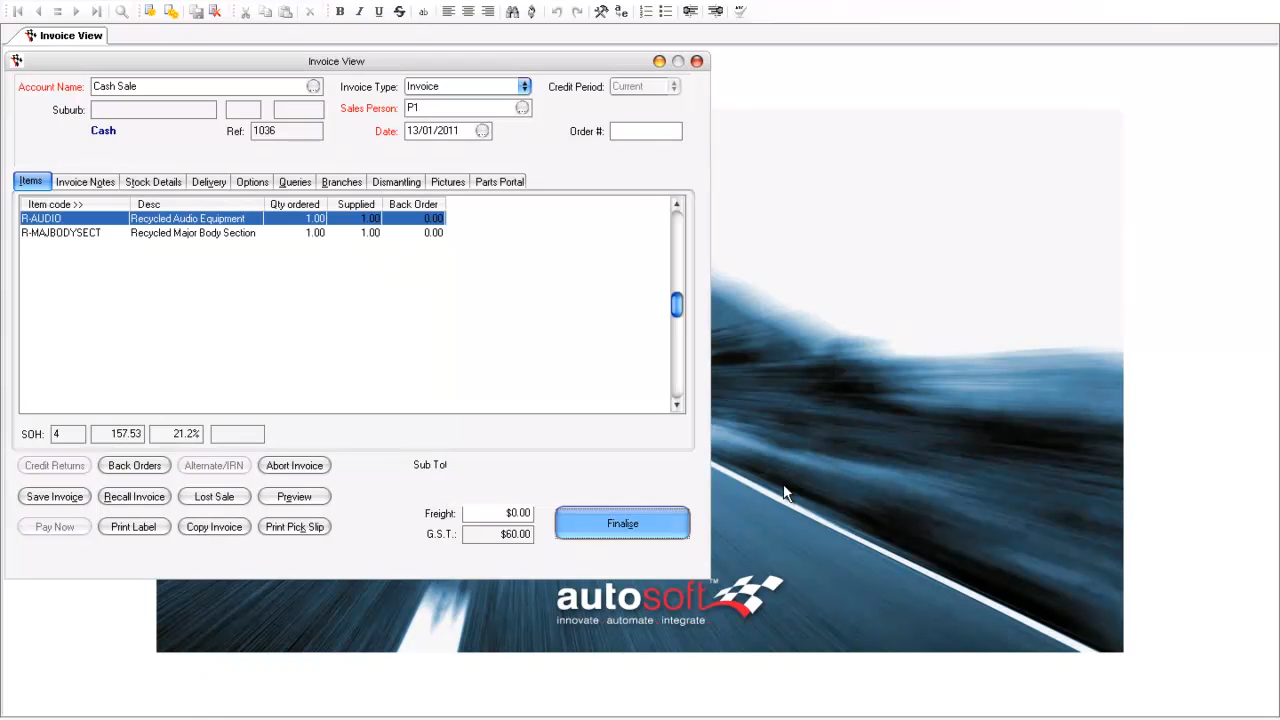 B I U S ab
Invoice View
Invoice View
Account Name: Cash Sale Invoice Type: Invoice Credit Period: Current
Suburb: Sales Person: P1
Cash Ref: 1036 Date: 13/01/2011 Order #:
Items Invoice Notes Stock Details Delivery Options Queries Branches Dismantling Pictures Parts Portal
Item code >> Desc Qty ordered Supplied Back Order
R-AUDIO Recycled Audio Equipment 1.00 1.00 0.00
R-MAJBODYSECT Recycled Major Body Section 1.00 1.00 0.00
SOH: 4 157.53 21.2%
Credit Returns Back Orders Alternate/IRN Abort Invoice Sub Tot
Save Invoice Recall Invoice Lost Sale Preview
Freight: $0.00 Finalise
Pay Now Print Label Copy Invoice Print Pick Slip
G.S.T.: $60.00
autosoft™
innovate automate integrate